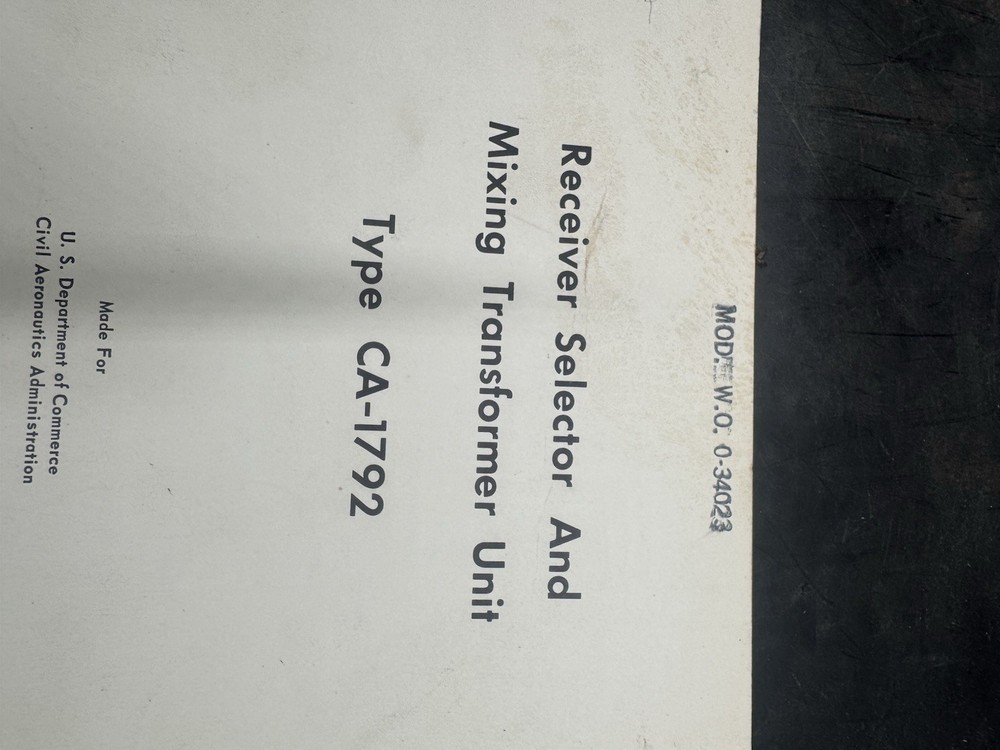 MOD. W.O. 0-34023
Receiver Selector And
Mixing Transformer Unit
Type CA-1792
Made For
U. S. Department of Commerce
Civil Aeronautics Administration